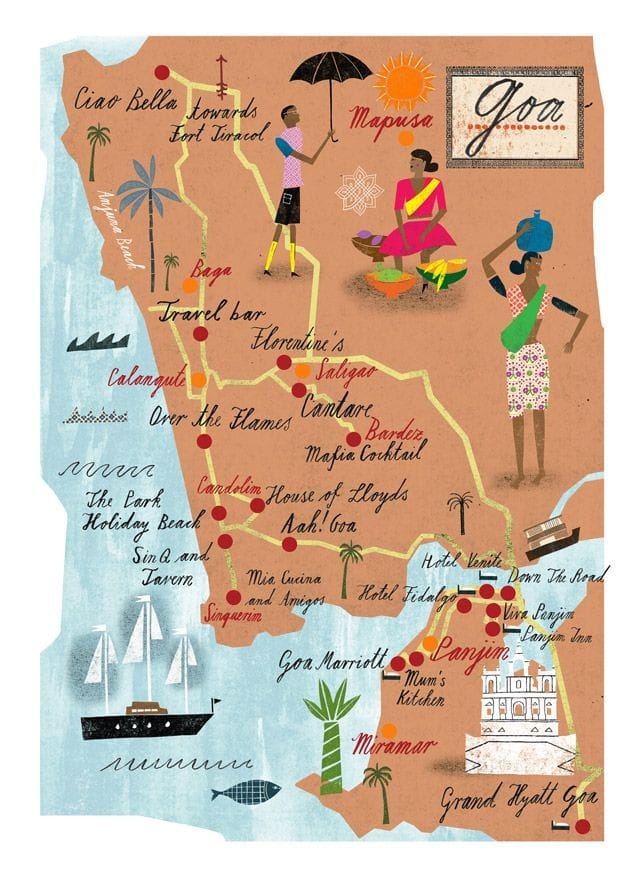 Goa
Ciao Bella
towards
Fort Tiracol
Mapusa
Anjuna Beach
Baga
Travel bar
Florentine's
Calangute
Saligao
Cantare
Over the Flames
Bardez
Mafia Cocktail
Candolim
House of Lloyds
The Park
Holiday Beach
Aah! Goa
SinQ and
Tavern
Mia Cucina
and Amigos
Sinquerim
Hotel Venite
Down The Road
Hotel Fidalgo
Viva Panjim
Panjim Inn
Panjim
Goa Marriott
Mum's
Kitchen
Miramar
Grand Hyatt Goa